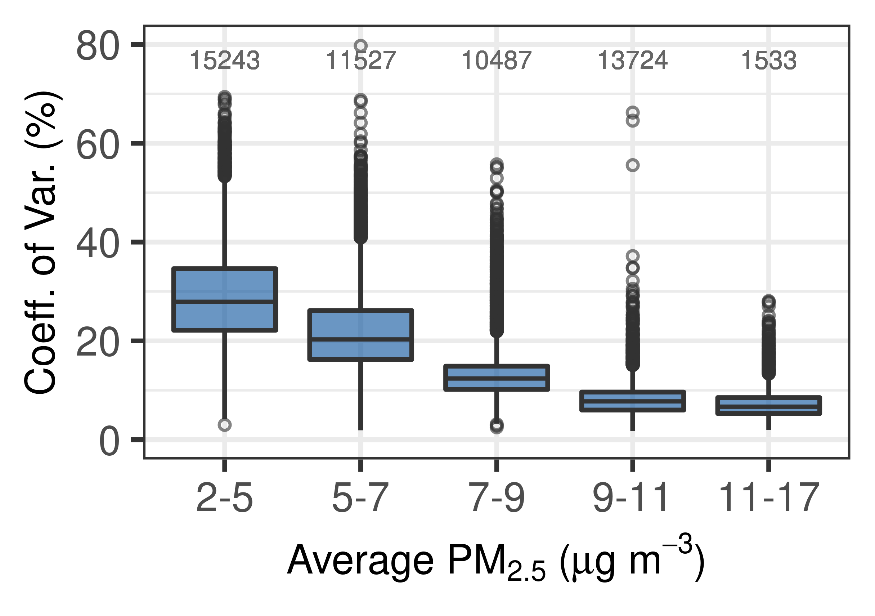 Coeff. of Var. (%)
80
60
40
20
0
15243 11527 10487 13724 1533
2-5 5-7 7-9 9-11 11-17
Average PM₂.₅ (μg m⁻³)